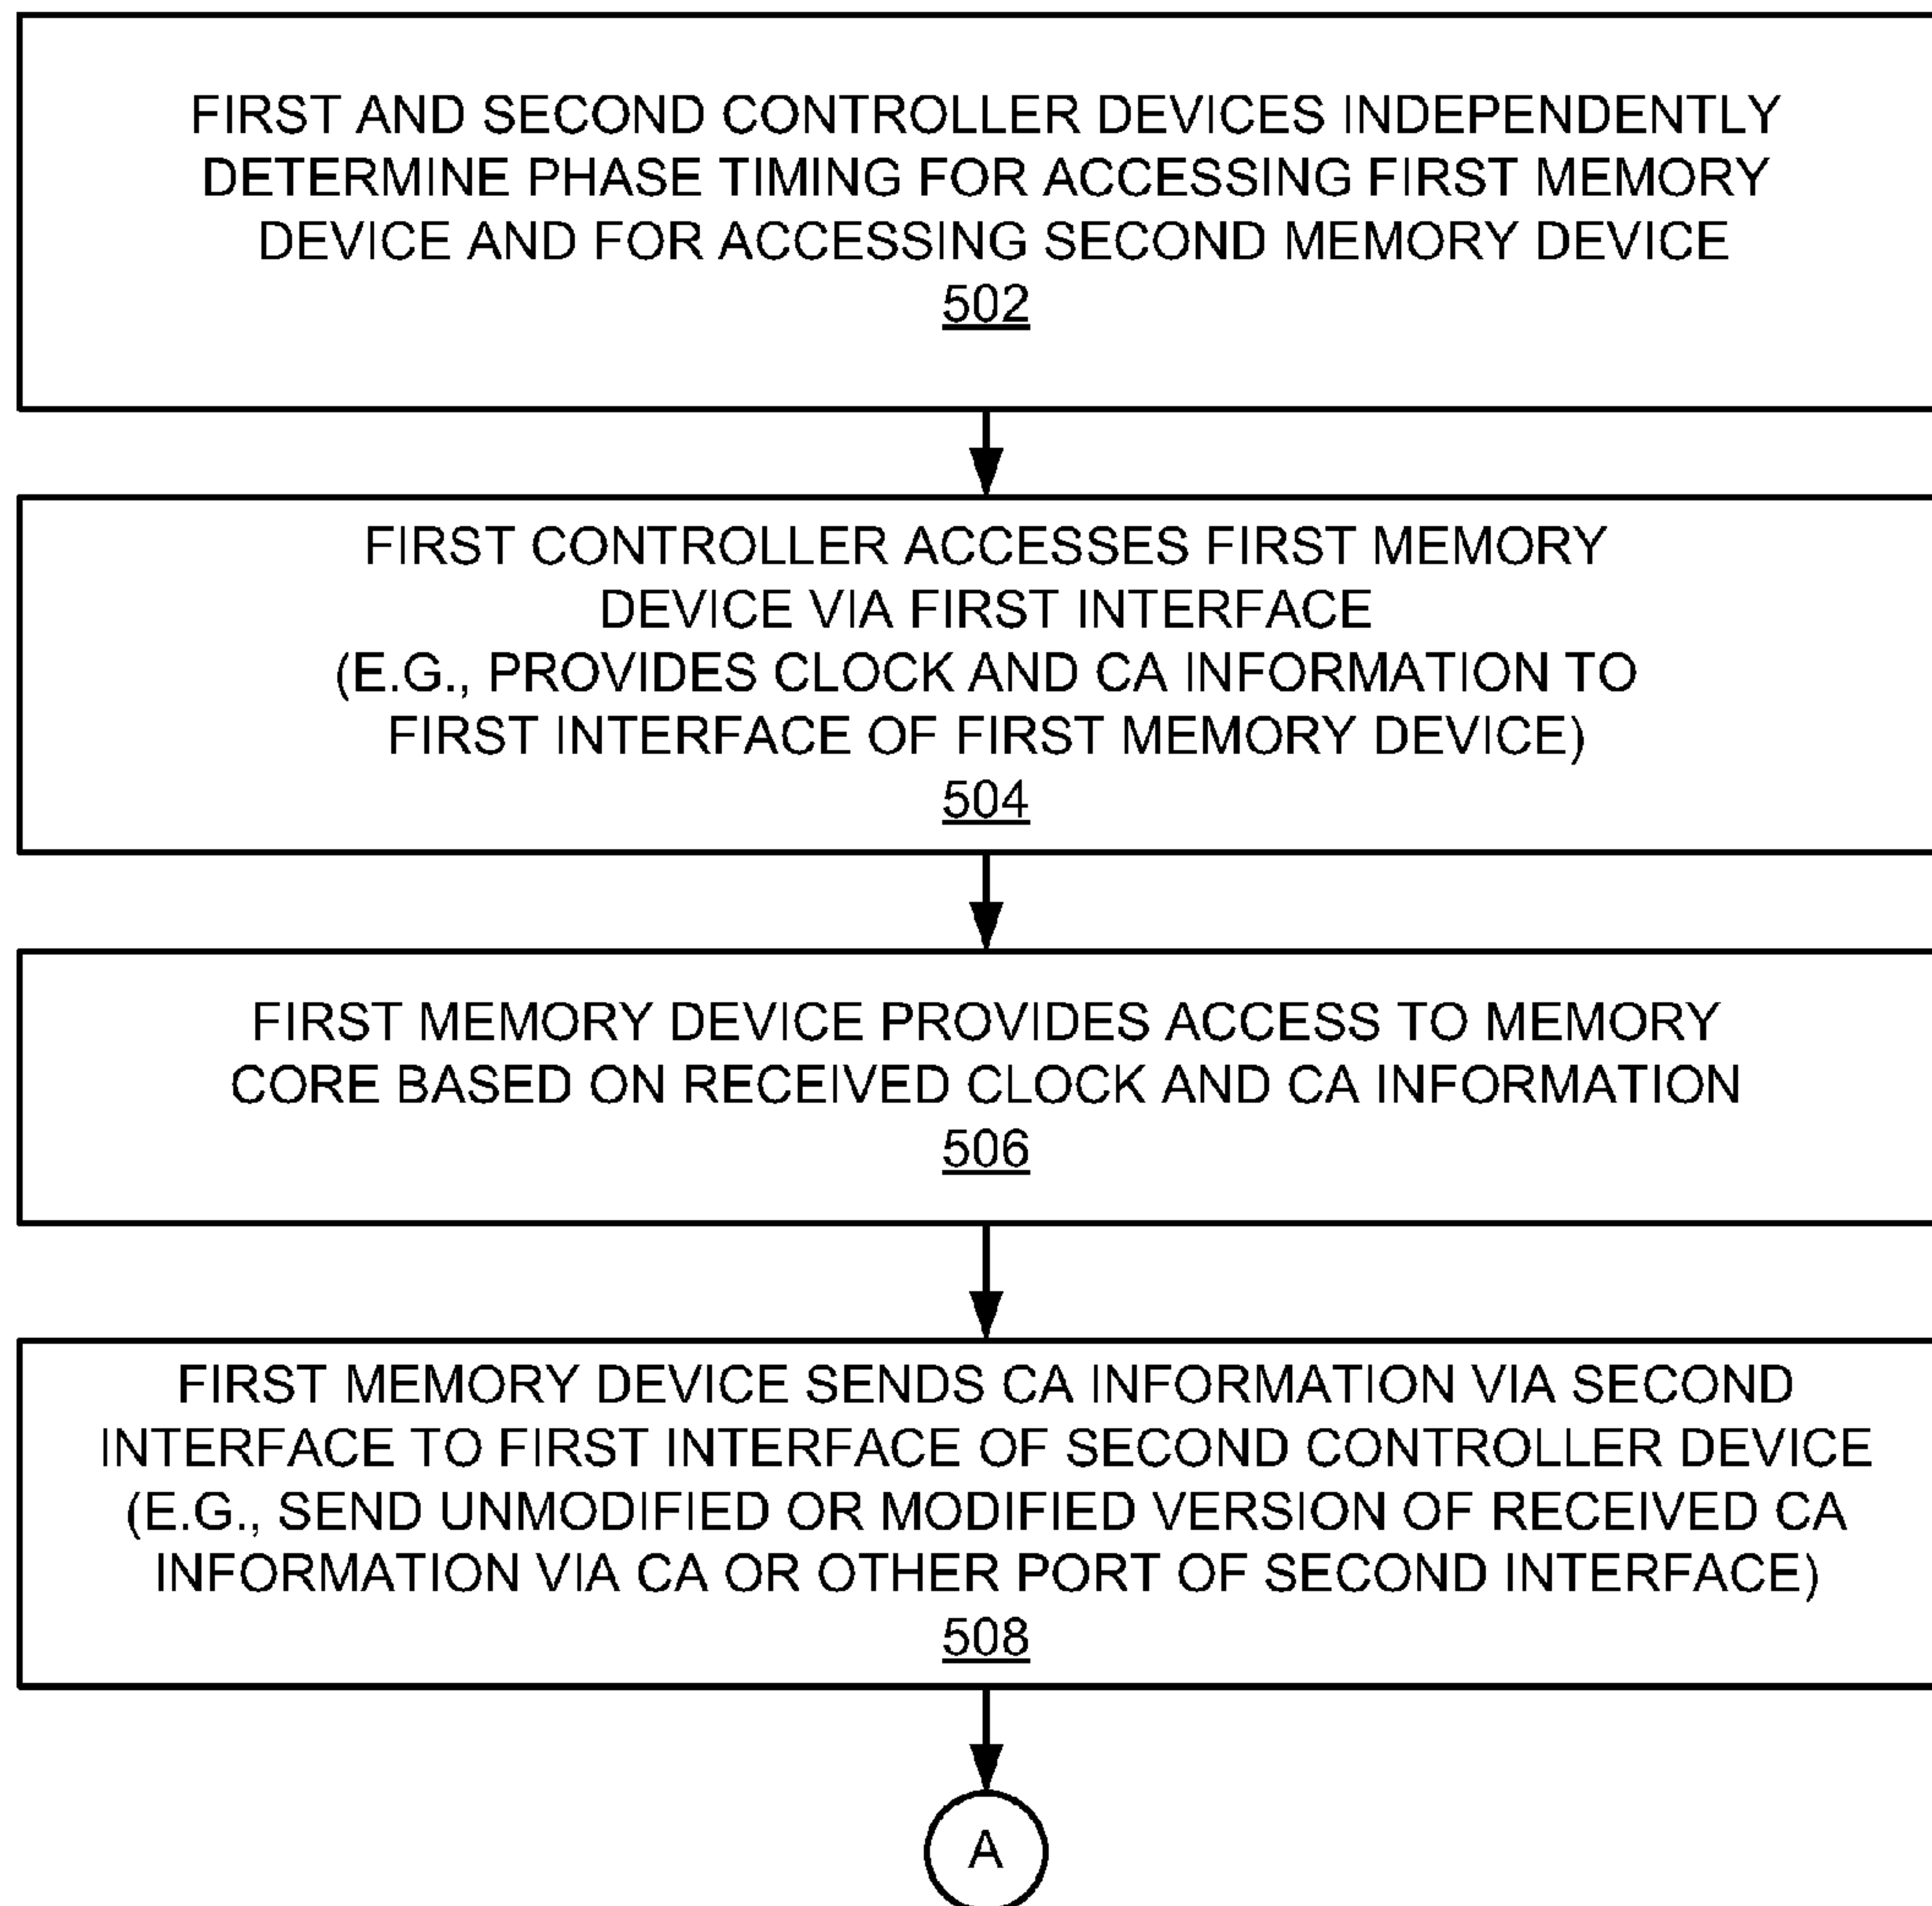 FIRST AND SECOND CONTROLLER DEVICES INDEPENDENTLY
DETERMINE PHASE TIMING FOR ACCESSING FIRST MEMORY
DEVICE AND FOR ACCESSING SECOND MEMORY DEVICE
502
FIRST CONTROLLER ACCESSES FIRST MEMORY
DEVICE VIA FIRST INTERFACE
(E.G., PROVIDES CLOCK AND CA INFORMATION TO
FIRST INTERFACE OF FIRST MEMORY DEVICE)
504
FIRST MEMORY DEVICE PROVIDES ACCESS TO MEMORY
CORE BASED ON RECEIVED CLOCK AND CA INFORMATION
506
FIRST MEMORY DEVICE SENDS CA INFORMATION VIA SECOND
INTERFACE TO FIRST INTERFACE OF SECOND CONTROLLER DEVICE
(E.G., SEND UNMODIFIED OR MODIFIED VERSION OF RECEIVED CA
INFORMATION VIA CA OR OTHER PORT OF SECOND INTERFACE)
508
A